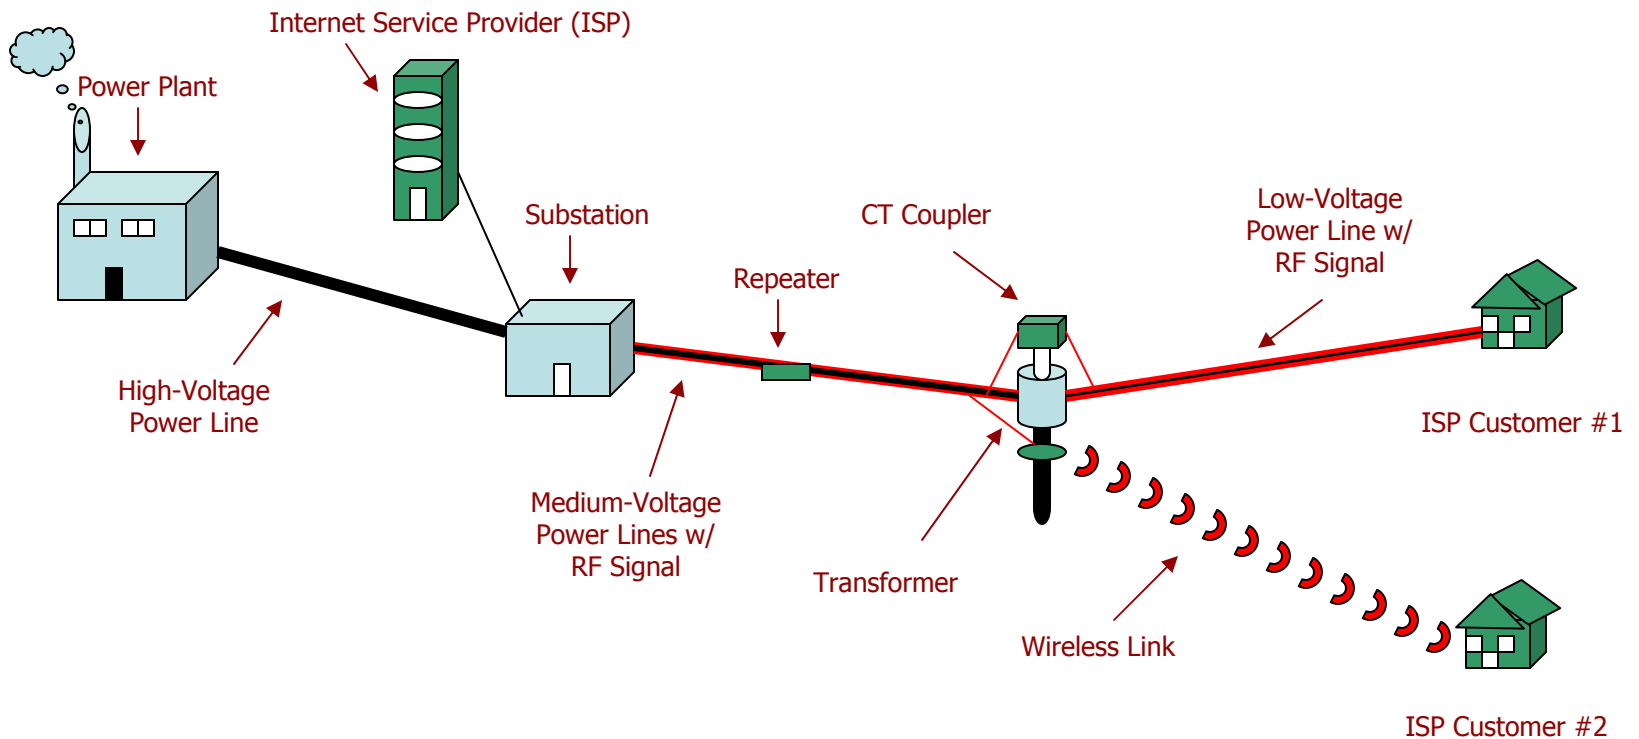 Internet Service Provider (ISP)
Power Plant
Substation
CT Coupler
Low-Voltage
Power Line w/
RF Signal
Repeater
High-Voltage
Power Line
ISP Customer #1
Medium-Voltage
Power Lines w/
RF Signal
Transformer
Wireless Link
ISP Customer #2